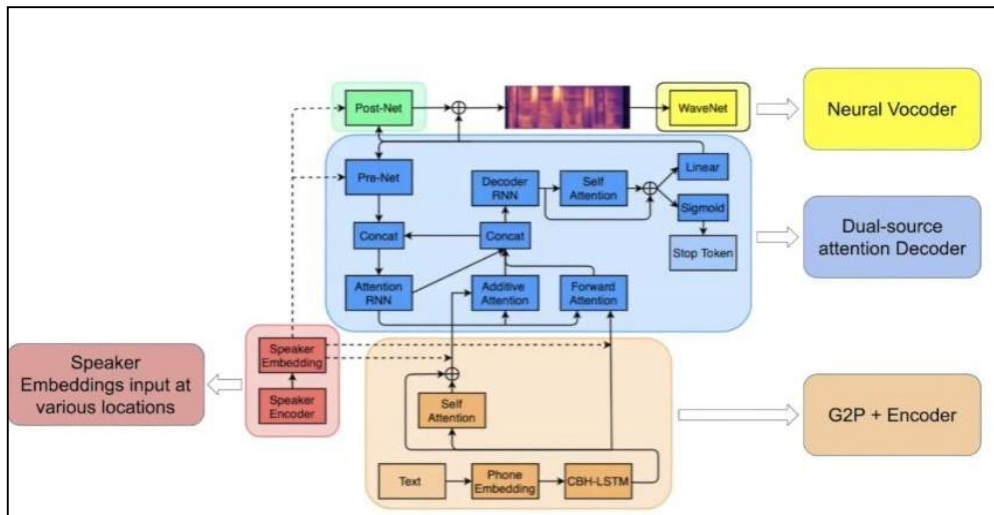 Post-Net
WaveNet
Neural Vocoder
Pre-Net
Decoder
RNN
Self
Attention
Linear
Sigmoid
Concat
Concat
Stop Token
Dual-source
attention Decoder
Attention
RNN
Additive
Attention
Forward
Attention
Speaker
Embeddings input at
various locations
Speaker
Embedding
Speaker
Encoder
Self
Attention
G2P + Encoder
Text
Phone
Embedding
CBH-LSTM